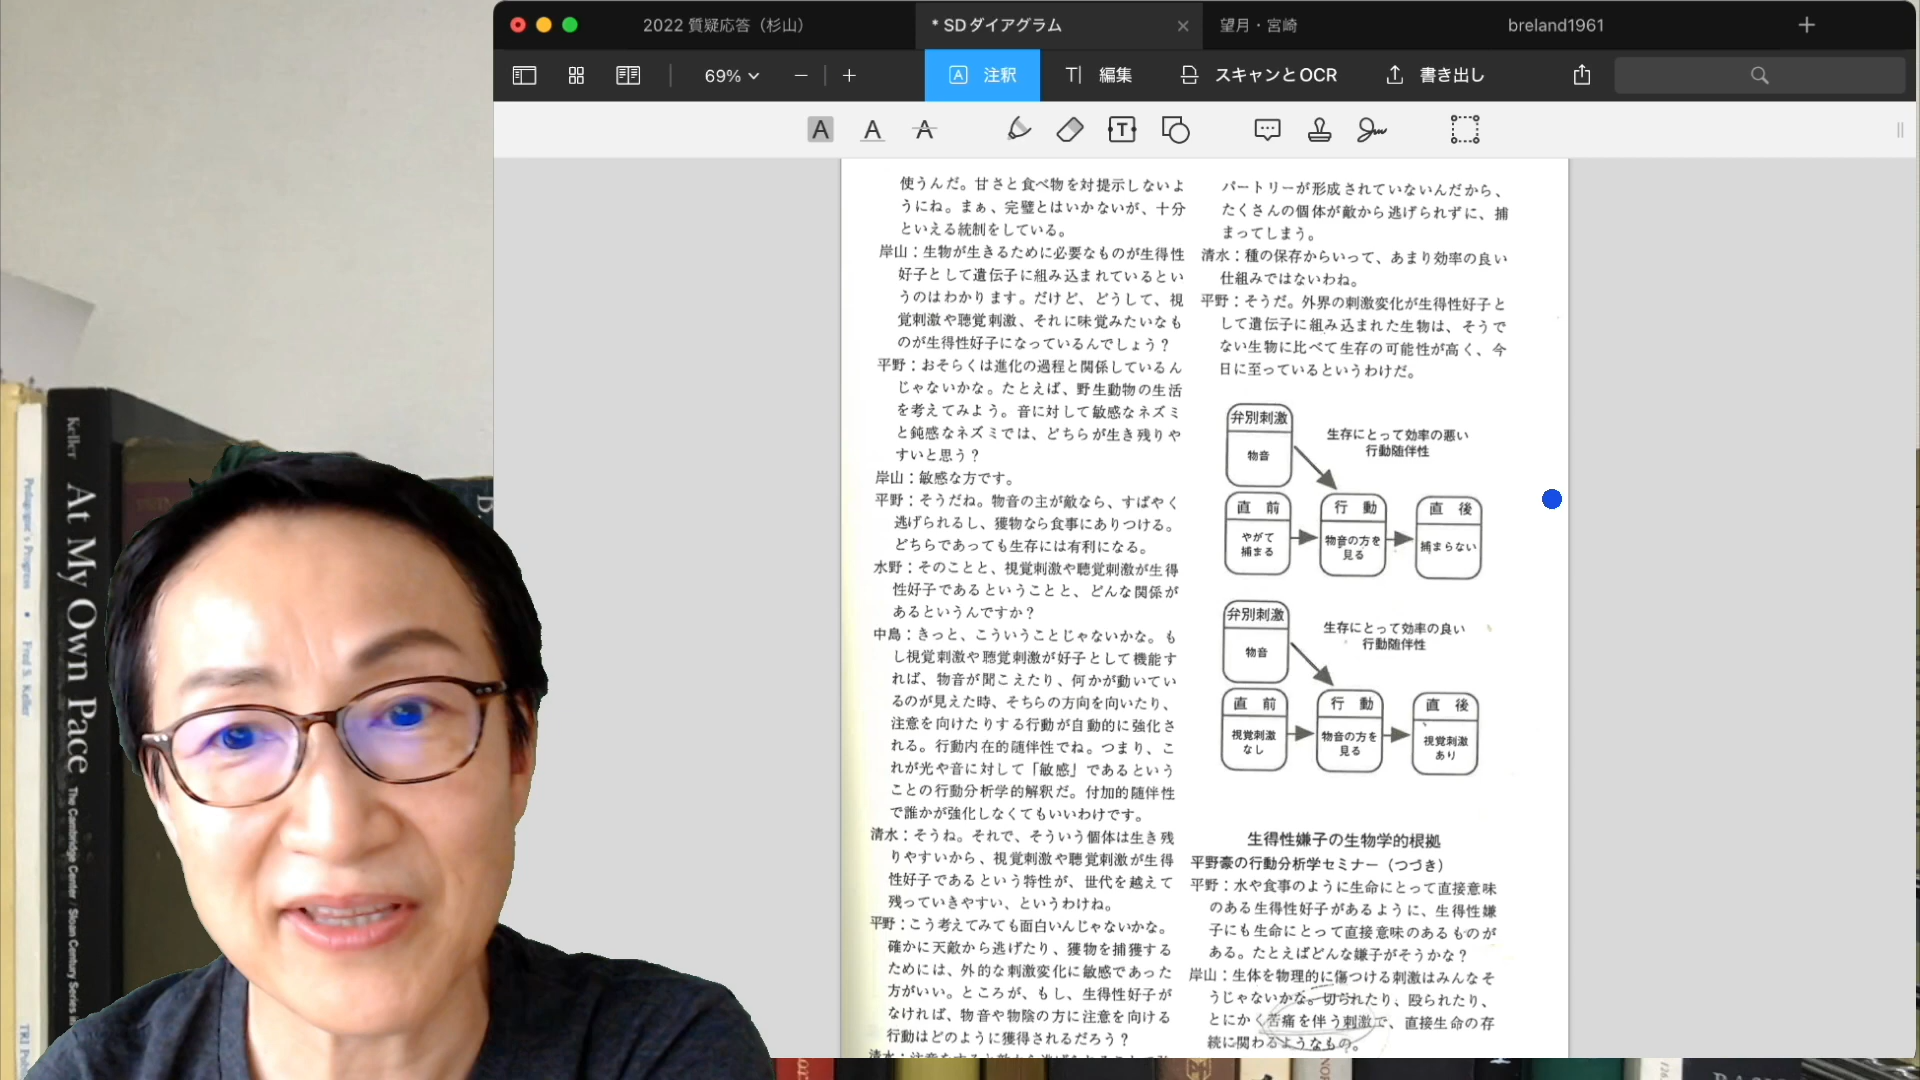 2022 質疑応答（杉山）
* SDダイアグラム
望月・宮﨑
breland1961
69%
注釈
編集
スキャンとOCR
書き出し
使うんだ。甘さと食べ物を対提示しないよ
うにね。まぁ、完璧とはいかないが、十分
といえる統制をしている。
岸山：生物が生きるために必要なものが生得性
好子として遺伝子に組み込まれているとい
うのはわかります。だけど、どうして、視
覚刺激や聴覚刺激、それに味覚みたいなも
のが生得性好子になっているんでしょう？
平野：おそらくは進化の過程と関係しているん
じゃないかな。たとえば、野生動物の生活
を考えてみよう。音に対して敏感なネズミ
と鈍感なネズミでは、どちらが生き残りや
すいと思う？
岸山：敏感な方です。
平野：そうだね。物音の主が敵なら、すばやく
逃げられるし、獲物なら食事にありつける。
どちらであっても生存には有利になる。
水野：そのことと、視覚刺激や聴覚刺激が生得
性好子であるということと、どんな関係が
あるというんですか？
中島：きっと、こういうことじゃないかな。も
し視覚刺激や聴覚刺激が好子として機能す
れば、物音が聞こえたり、何かが動いてい
るのが見えた時、そちらの方向を向いたり、
注意を向けたりする行動が自動的に強化さ
れる。行動内在的随伴性でね。つまり、こ
れが光や音に対して「敏感」であるという
ことの行動分析学的解釈だ。付加的随伴性
で誰かが強化しなくてもいいわけです。
清水：そうね。それで、そういう個体は生き残
りやすいから、視覚刺激や聴覚刺激が生得
性好子であるという特性が、世代を越えて
残っていきやすい、というわけね。
平野：こう考えてみても面白いんじゃないかな。
確かに天敵から逃げたり、獲物を捕獲する
ためには、外的な刺激変化に敏感であった
方がいい。ところが、もし、生得性好子が
なければ、物音や物陰の方に注意を向ける
行動はどのように獲得されるだろう？
パートリーが形成されていないんだから、
たくさんの個体が敵から逃げられずに、捕
まってしまう。
清水：種の保存からいって、あまり効率の良い
仕組みではないわね。
平野：そうだ。外界の刺激変化が生得性好子と
して遺伝子に組み込まれた生物は、そうで
ない生物に比べて生存の可能性が高く、今
日に至っているというわけだ。
弁別刺激
物音
生存にとって効率の悪い
行動随伴性
直 前
やがて
捕まる
行 動
物音の方を
見る
直 後
捕まらない
弁別刺激
物音
生存にとって効率の良い
行動随伴性
直 前
視覚刺激
なし
行 動
物音の方を
見る
直 後
視覚刺激
あり
生得性嫌子の生物学的根拠
平野豪の行動分析学セミナー（つづき）
平野：水や食事のように生命にとって直接意味
のある生得性好子があるように、生得性嫌
子にも生命にとって直接意味のあるものが
ある。たとえばどんな嫌子がそうかな？
岸山：生体を物理的に傷つける刺激はみんなそ
うじゃないかな。切られたり、殴られたり、
とにかく苦痛を伴う刺激で、直接生命の存
続に関わるようなもの。
Keller
At My Own Pace
The Cambridge Center / Sloan Century Series in
Pedagogue's Progress • Fred S. Keller